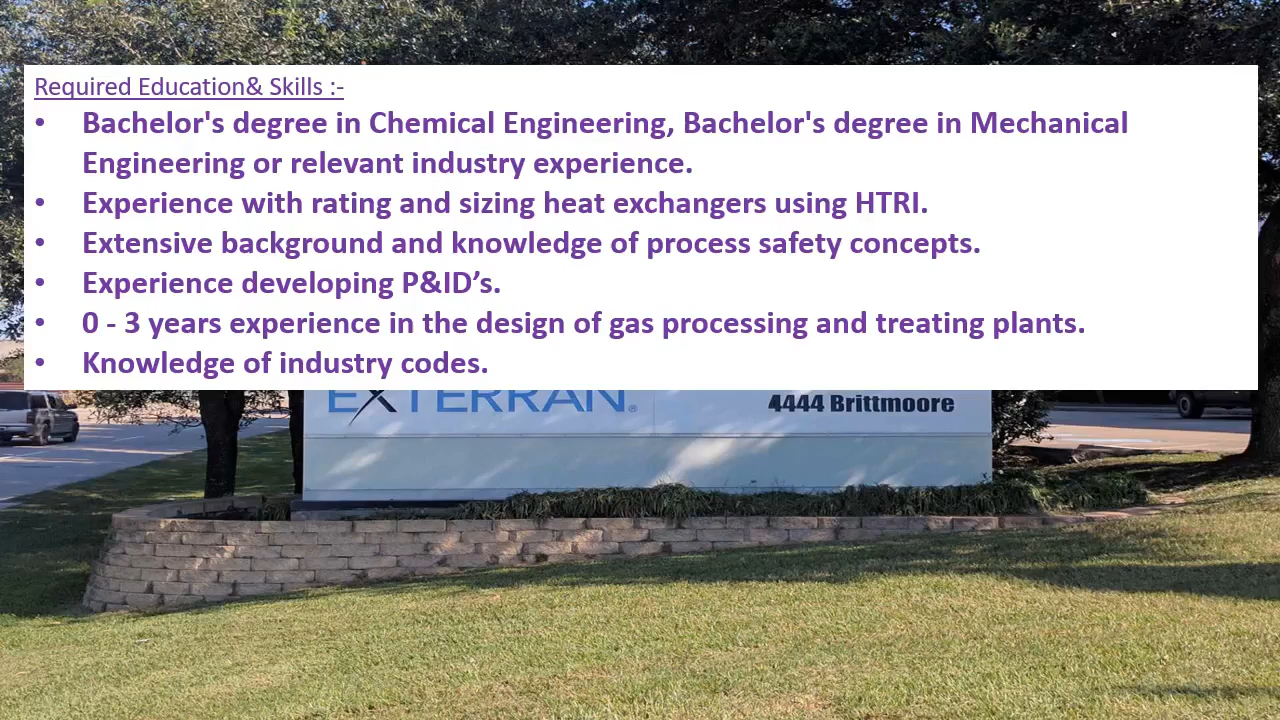 Required Education& Skills :-
• Bachelor's degree in Chemical Engineering, Bachelor's degree in Mechanical
Engineering or relevant industry experience.
• Experience with rating and sizing heat exchangers using HTRI.
• Extensive background and knowledge of process safety concepts.
• Experience developing P&ID’s.
• 0 - 3 years experience in the design of gas processing and treating plants.
• Knowledge of industry codes.
EXTERRAN® 4444 Brittmoore